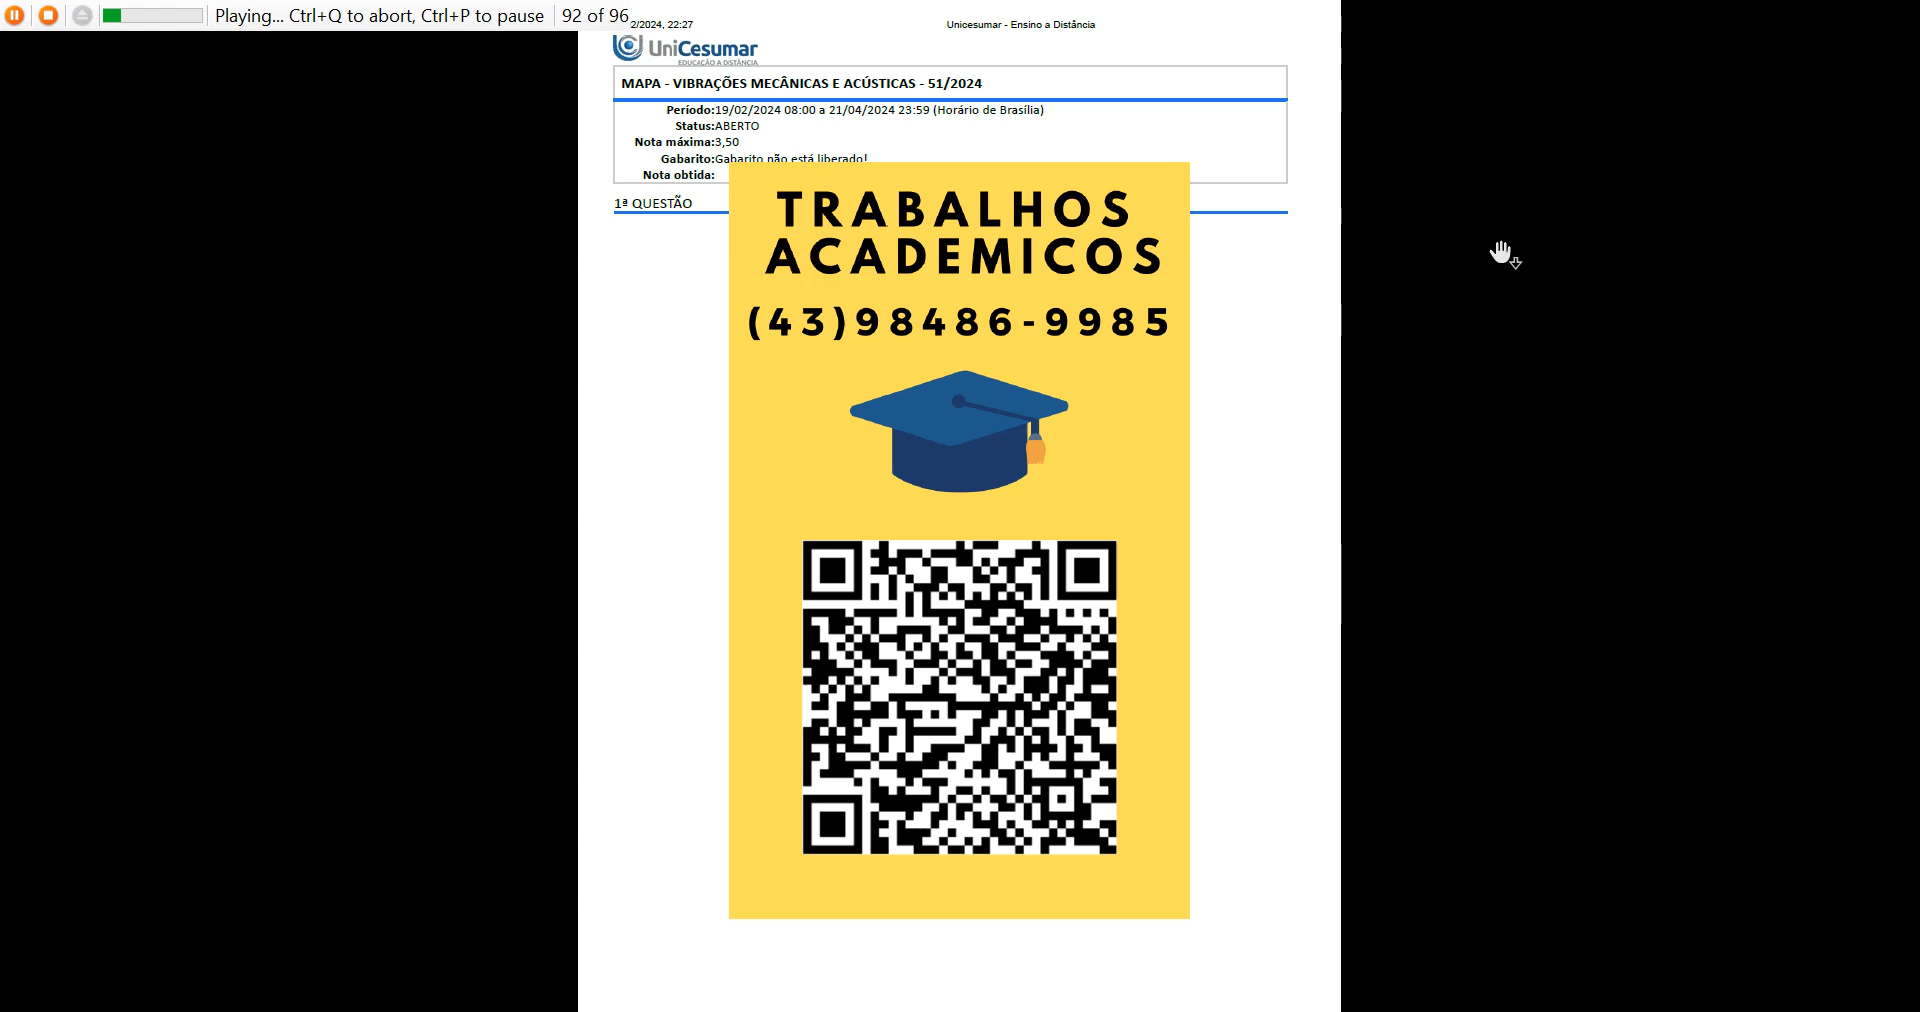 Playing... Ctrl+Q to abort, Ctrl+P to pause 92 of 96
2/2024, 22:27 Unicesumar - Ensino a Distância
UniCesumar
EDUCAÇÃO A DISTÂNCIA
MAPA - VIBRAÇÕES MECÂNICAS E ACÚSTICAS - 51/2024
Período:19/02/2024 08:00 a 21/04/2024 23:59 (Horário de Brasília)
Status:ABERTO
Nota máxima:3,50
Gabarito:Gabarito não está liberado!
Nota obtida:
1ª QUESTÃO
TRABALHOS
ACADEMICOS
(43)98486-9985